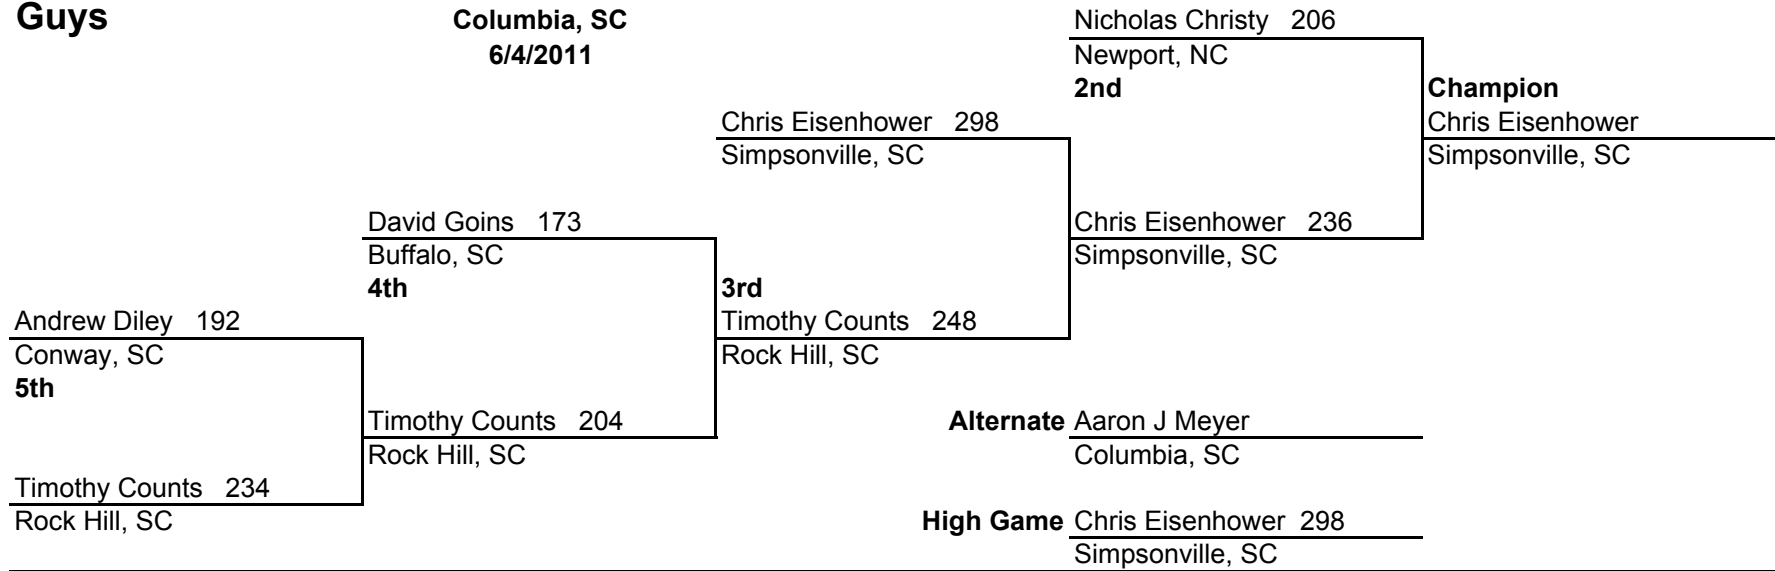 Guys
Columbia, SC
6/4/2011
Nicholas Christy 206
Newport, NC
2nd
Champion
Chris Eisenhower
Simpsonville, SC
Chris Eisenhower 298
Simpsonville, SC
David Goins 173
Buffalo, SC
4th
Chris Eisenhower 236
Simpsonville, SC
3rd
Timothy Counts 248
Rock Hill, SC
Andrew Diley 192
Conway, SC
5th
Timothy Counts 204
Rock Hill, SC
Timothy Counts 234
Rock Hill, SC
Alternate Aaron J Meyer
Columbia, SC
High Game Chris Eisenhower 298
Simpsonville, SC